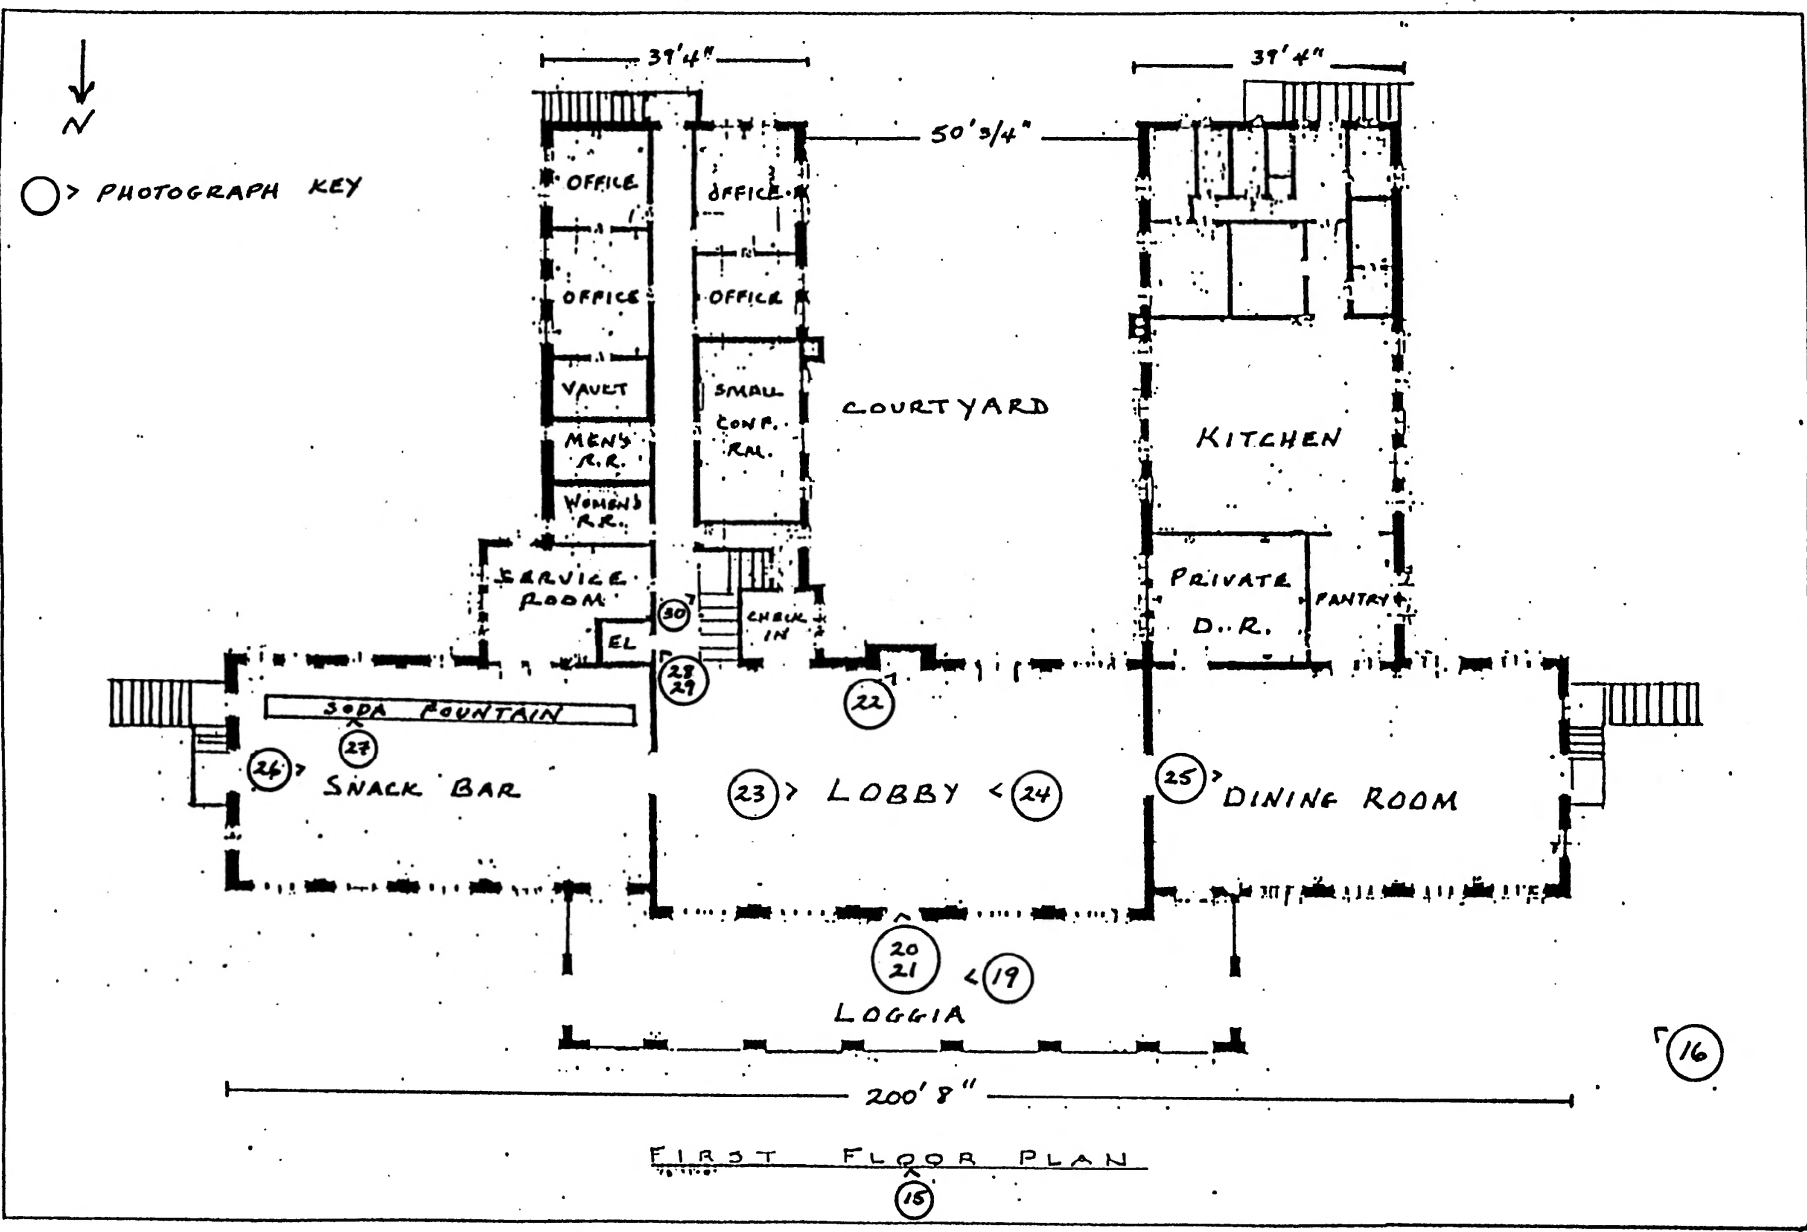 39'4"
39'4"
N
50'3/4"
> PHOTOGRAPH KEY
OFFICE
OFFICE
OFFICE
OFFICE
VAULT
SMALL
CONF.
RM.
COURTYARD
MEN'S
R.R.
KITCHEN
WOMENS
R.R.
SERVICE
ROOM
PRIVATE
D.R.
PANTRY
30
CHECK
IN
EL
28
29
22
SODA FOUNTAIN
27
26 >
SNACK BAR
23 > LOBBY < 24
25 >
DINING ROOM
20
21
< 19
LOGGIA
16
200' 8"
FIRST FLOOR PLAN
15